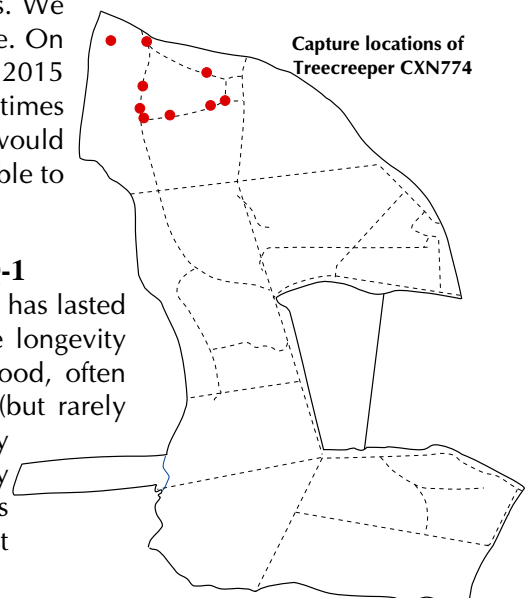 s. We
e. On
2015
times
would
ble to
-1
has lasted
e longevity
ood, often
(but rarely
y
y
s
t
Capture locations of
Treecreeper CXN774